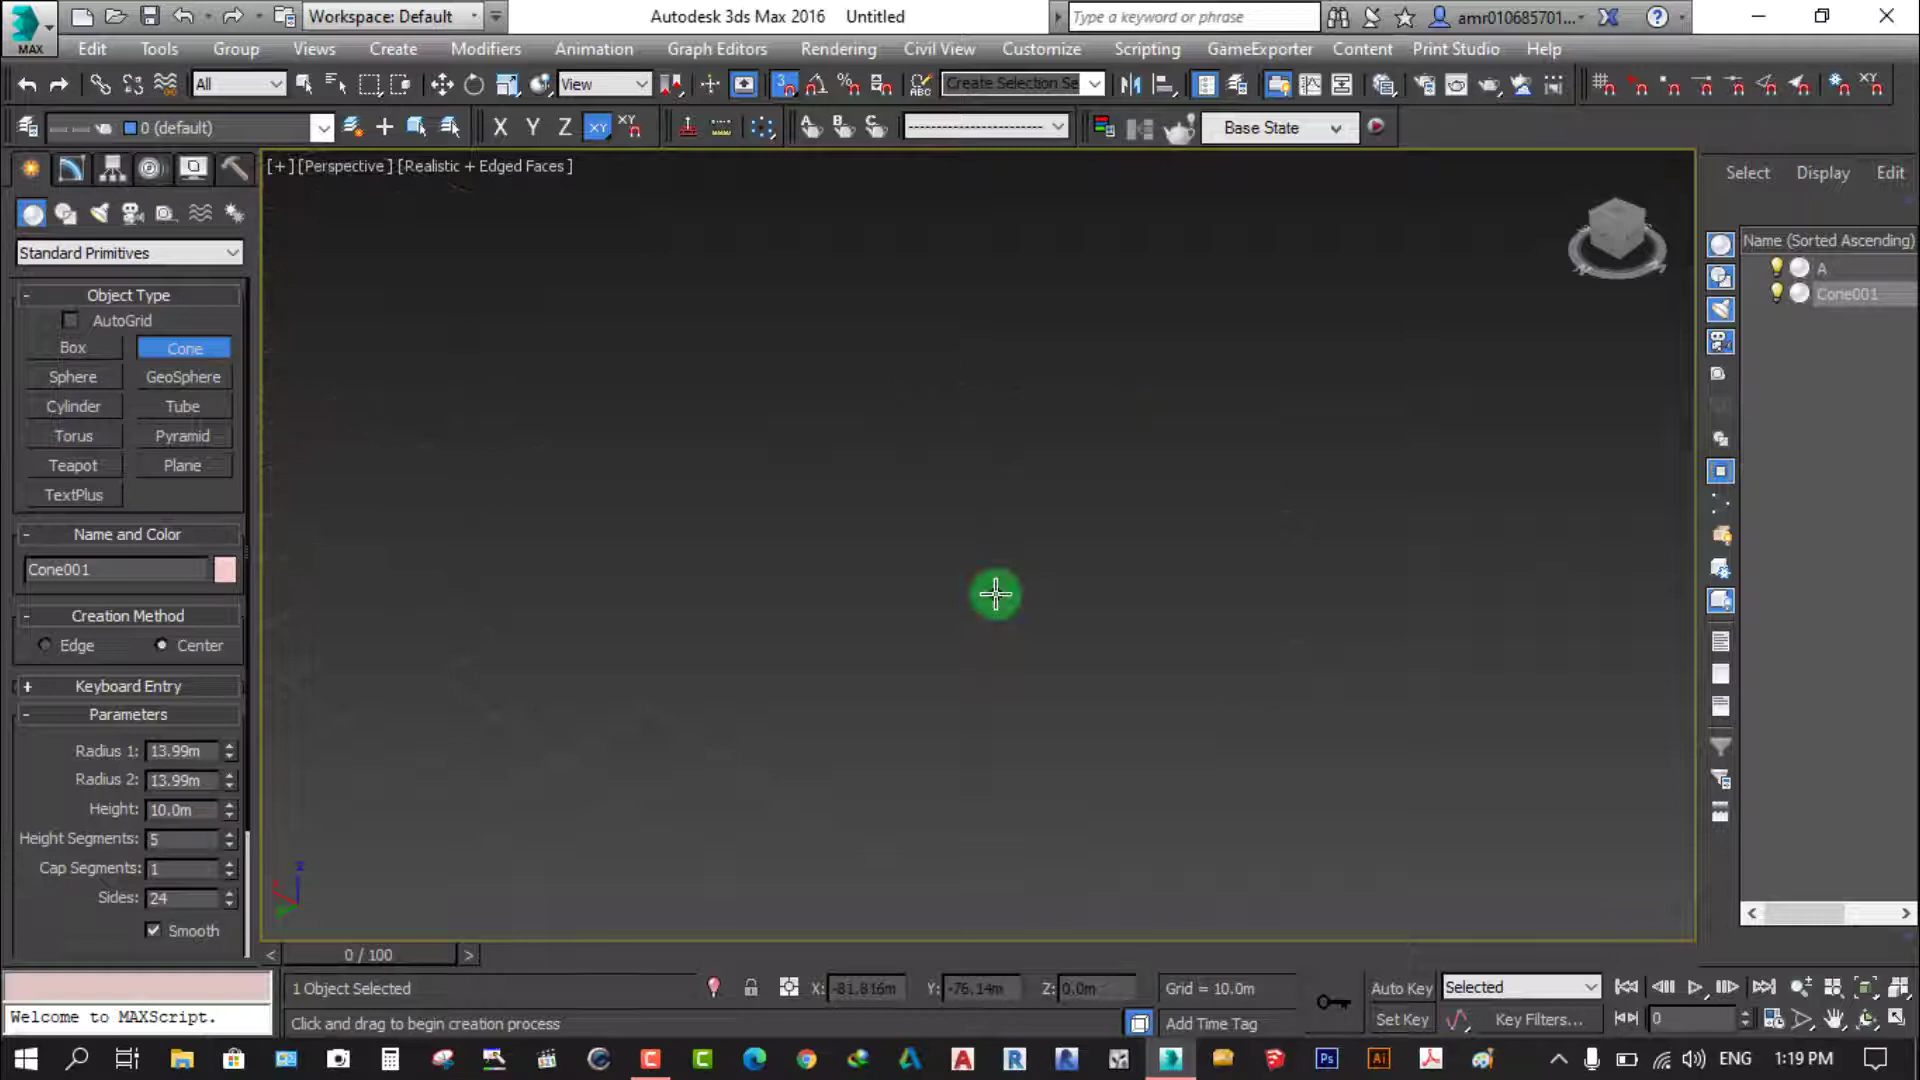 Workspace: Default
Autodesk 3ds Max 2016 Untitled
Type a keyword or phrase
amr010685701...
MAX
Edit Tools Group Views Create Modifiers Animation Graph Editors Rendering Civil View Customize Scripting GameExporter Content Print Studio Help
All
View
3
ABC
Create Selection Se
XY
0 (default)
X Y Z XY XY
A B C
Base State
[+][Perspective][Realistic + Edged Faces]
Select Display Edit
Standard Primitives
Name (Sorted Ascending)
A
Cone001
- Object Type
AutoGrid
Box Cone
Sphere GeoSphere
Cylinder Tube
Torus Pyramid
Teapot Plane
TextPlus
- Name and Color
Cone001
- Creation Method
Edge Center
+ Keyboard Entry
- Parameters
Radius 1: 13.99m
Radius 2: 13.99m
Height: 10.0m
Height Segments: 5
Cap Segments: 1
Sides: 24
Smooth
< 0 / 100 >
1 Object Selected
X: -81.816m Y: -76.14m Z: 0.0m
Grid = 10.0m
Auto Key Selected
Welcome to MAXScript.
Click and drag to begin creation process
Add Time Tag
Set Key Key Filters...
0
ENG 1:19 PM